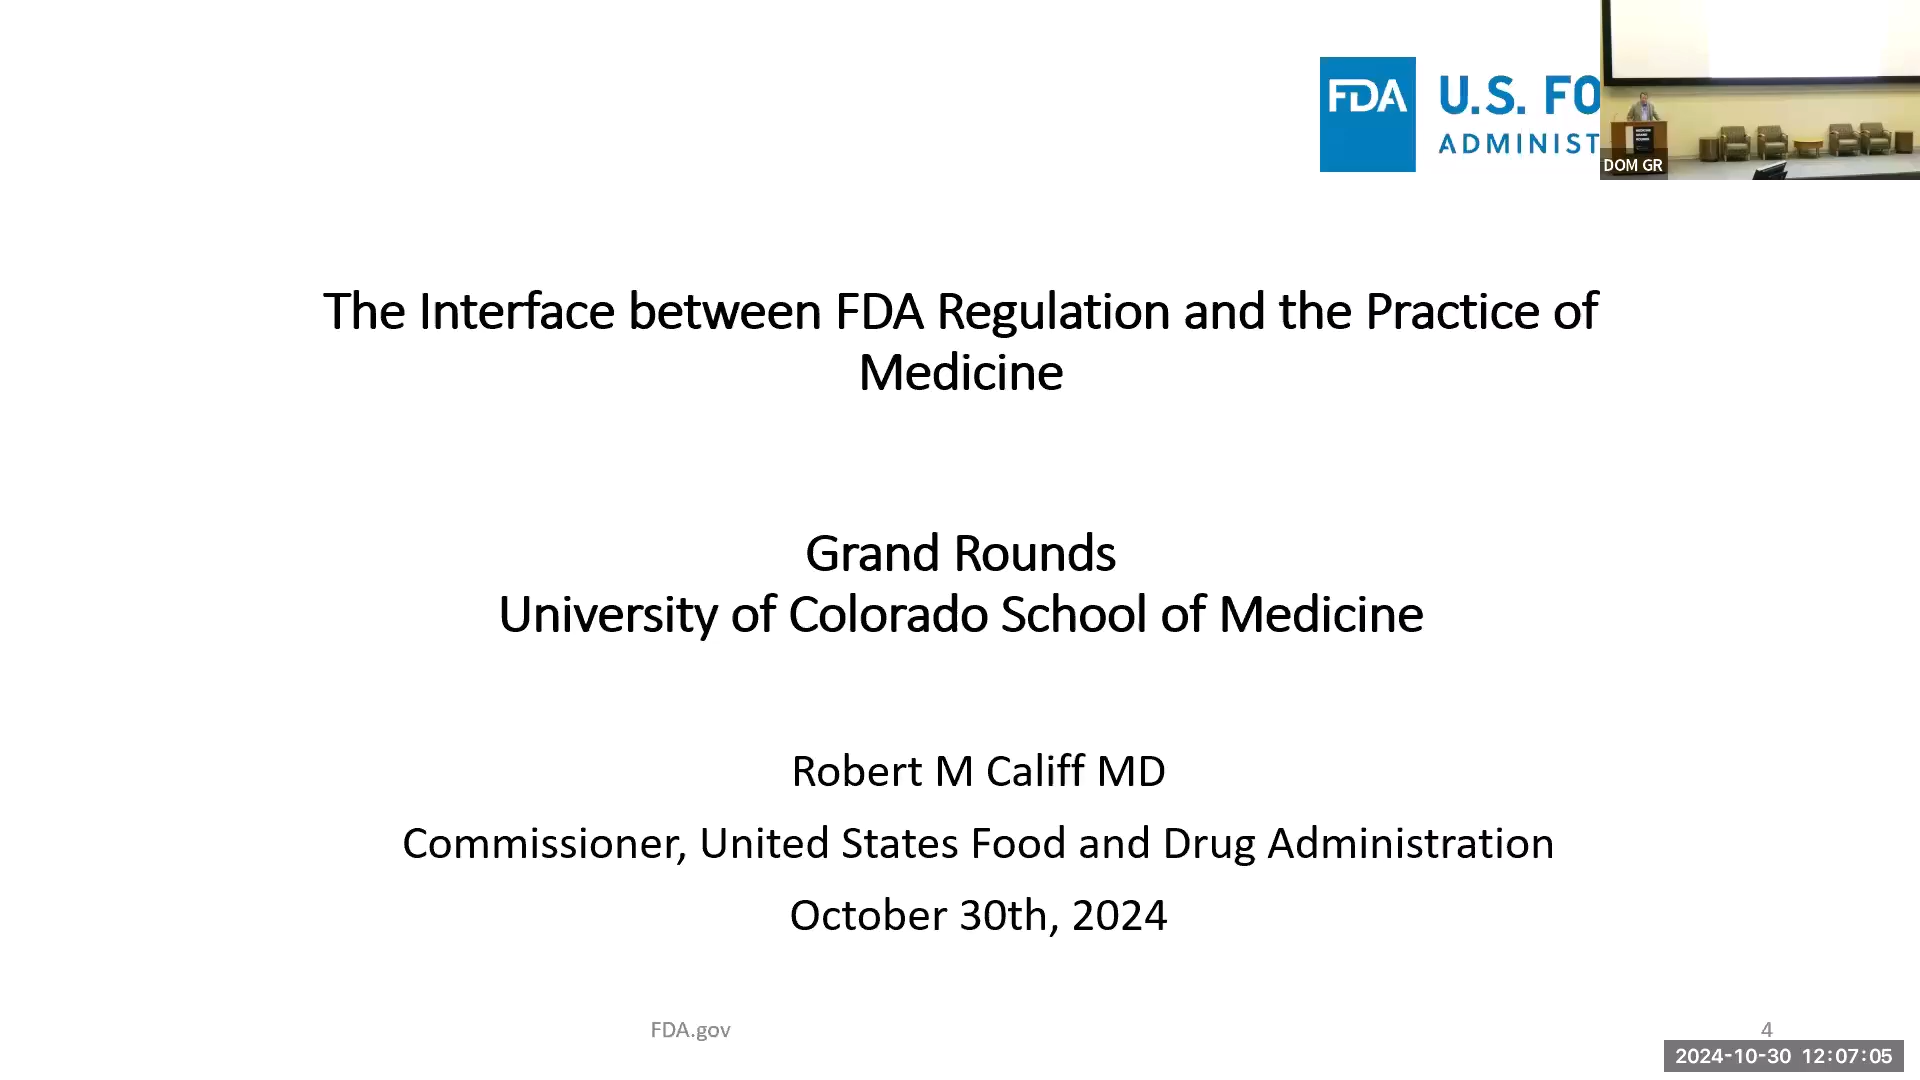 FDA
U.S. FO
ADMINIST
DOM GR
The Interface between FDA Regulation and the Practice of
Medicine
Grand Rounds
University of Colorado School of Medicine
Robert M Califf MD
Commissioner, United States Food and Drug Administration
October 30th, 2024
FDA.gov
4
2024-10-30 12:07:05